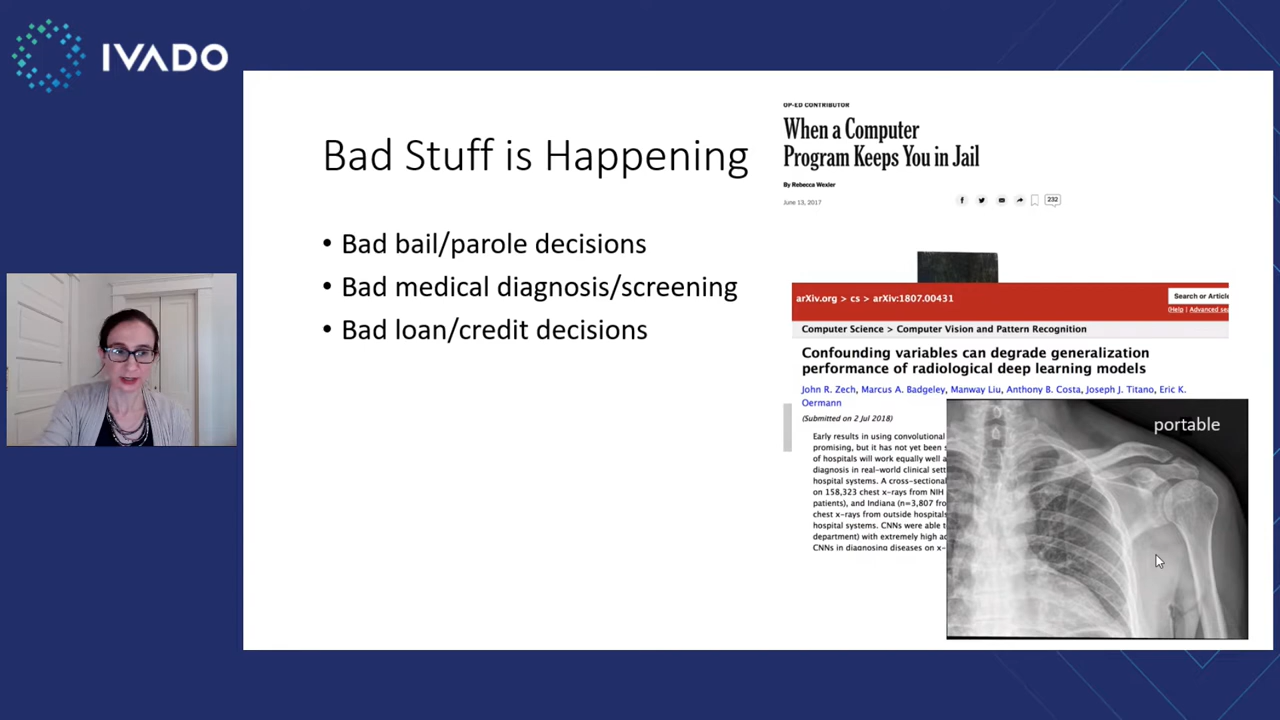 IVADO
Bad Stuff is Happening
• Bad bail/parole decisions
• Bad medical diagnosis/screening
• Bad loan/credit decisions
OP-ED CONTRIBUTOR
When a Computer
Program Keeps You in Jail
By Rebecca Wexler
June 13, 2017
232
arXiv.org > cs > arXiv:1807.00431
Search or Article
(Help | Advanced sea
Computer Science > Computer Vision and Pattern Recognition
Confounding variables can degrade generalization
performance of radiological deep learning models
John R. Zech, Marcus A. Badgeley, Manway Liu, Anthony B. Costa, Joseph J. Titano, Eric K.
Oermann
(Submitted on 2 Jul 2018)
Early results in using convolutional
promising, but it has not yet been s
of hospitals will work equally well a
diagnosis in real-world clinical sett
hospital systems. A cross-sectional
on 158,323 chest x-rays from NIH
patients), and Indiana (n=3,807 fro
chest x-rays from outside hospitals
hospital systems. CNNs were able t
department) with extremely high ac
CNNs in diagnosing diseases on x-
portable